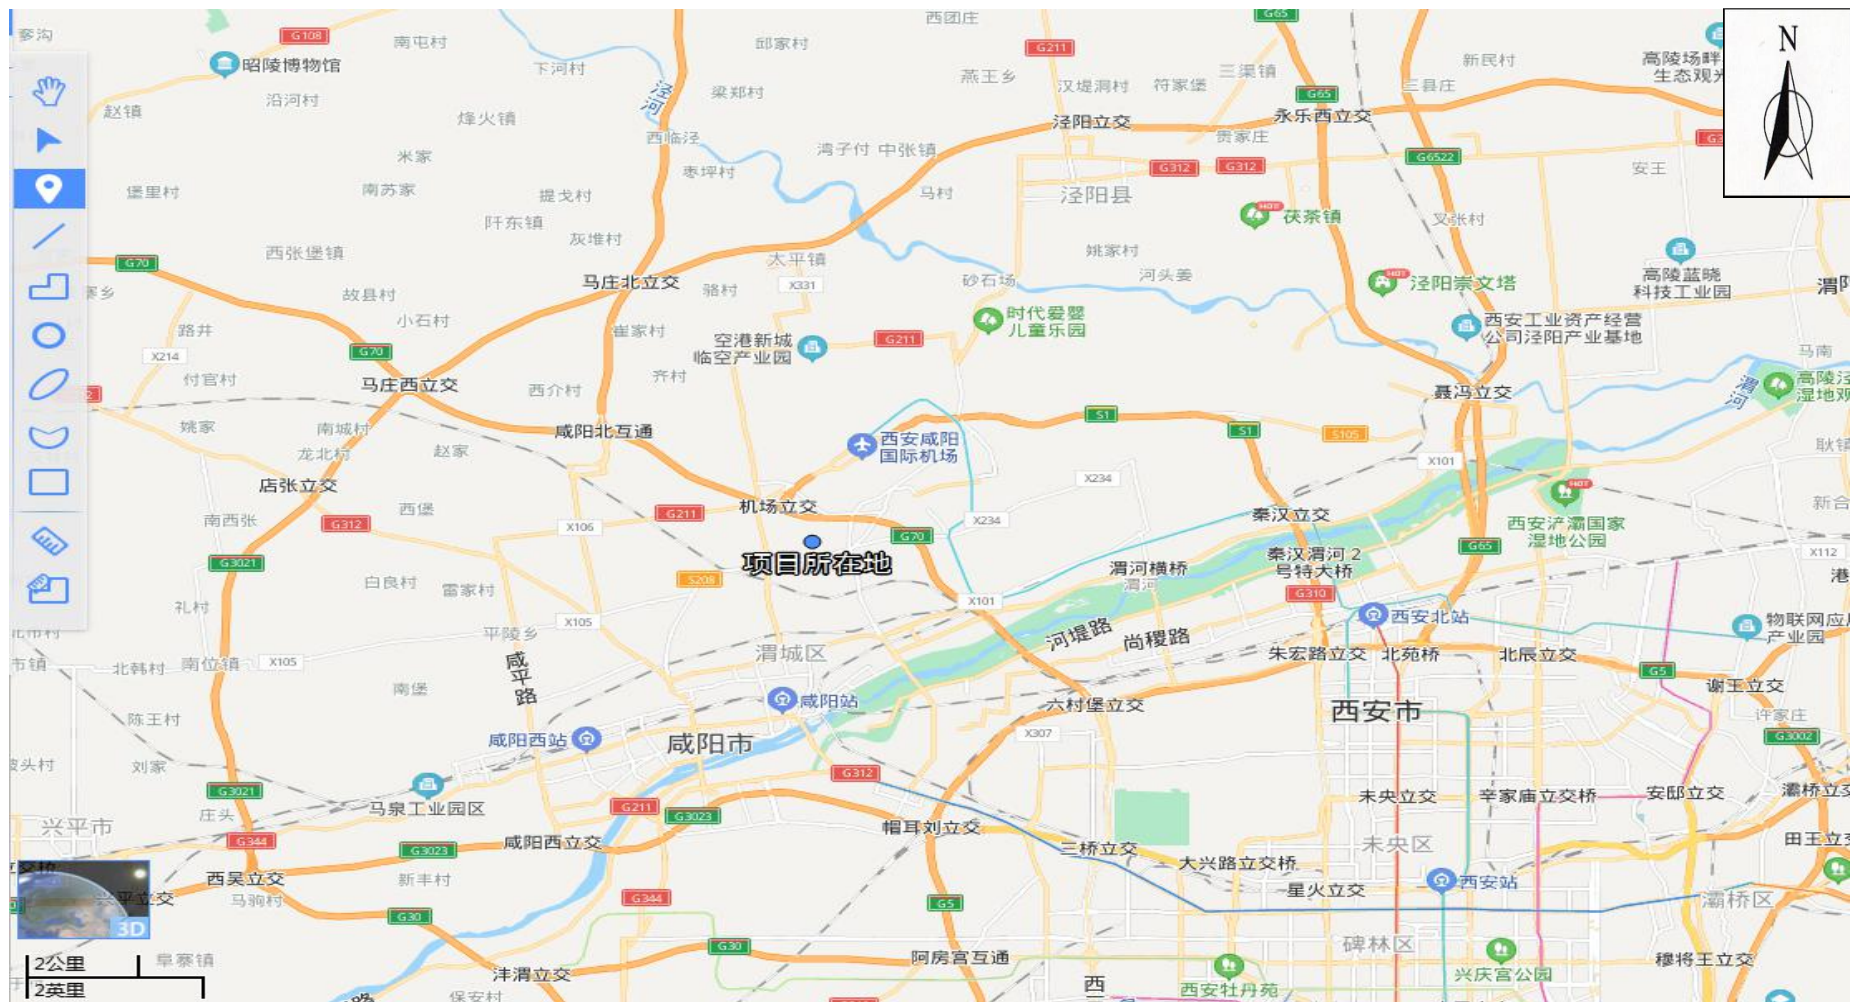 西团庄
G65
N
寥沟
G108
南屯村
邱家村
G211
高陵场畔
生态观光
昭陵博物馆
下河村
燕王乡
三渠镇
新民村
沿河村
泾河
梁郑村
汉堤洞村
符家堡
G65
三县庄
赵镇
烽火镇
西临泾
泾阳立交
永乐西立交
贵家庄
米家
湾子付
中张镇
G312
G312
G6522
安王
枣坪村
堡里村
南苏家
提戈村
马村
泾阳县
HOT
茯茶镇
叉张村
阡东镇
灰堆村
西张堡镇
太平镇
姚家村
高陵蓝晓
科技工业园
G70
马庄北立交
骆村
X331
砂石场
河头姜
HOT
泾阳崇文塔
故县村
小石村
崔家村
时代爱婴
儿童乐园
西安工业资产经营
公司泾阳产业基地
路井
空港新城
临空产业园
G211
X214
G70
马南
付官村
马庄西立交
西介村
齐村
聂冯立交
渭河
姚家
南城村
咸阳北互通
S1
S1
S105
龙北村
赵家
西安咸阳
国际机场
X101
耿镇
店张立交
X234
HOT
西堡
G211
机场立交
秦汉立交
新合
南西张
G312
X106
X234
西安浐灞国家
湿地公园
G70
G65
X112
G3021
项目所在地
秦汉渭河2
号特大桥
渭河横桥
渭河
港
白良村
雷家村
S208
X101
G310
礼村
X105
西安北站
物联网应用
产业园
平陵乡
河堤路
尚稷路
北韩村
南位镇
X105
咸平路
渭城区
朱宏路立交
北苑桥
北辰立交
G5
谢王立交
南堡
咸阳站
六村堡立交
西安市
许家庄
陈王村
咸阳西站
咸阳市
X307
G3002
刘家
G312
G3021
马泉工业园区
G211
G3023
未央立交
辛家庙立交桥
安邸立交
灞桥立交
庄头
兴平市
帽耳刘立交
G344
G3023
咸阳西立交
三桥立交
未央区
田王立交
大兴路立交桥
西吴立交
新丰村
星火立交
西安站
兴平立交
马驹村
G344
G5
灞桥区
G30
3D
G30
碑林区
2公里
阜寨镇
沣渭立交
阿房宫互通
兴庆宫公园
穆将王立交
2英里
保安村
西安牡丹苑